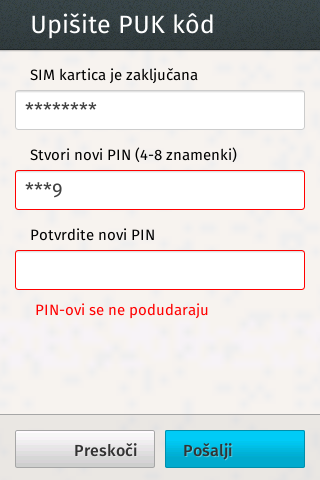 Upišite PUK kôd
SIM kartica je zaključana
********
Stvori novi PIN (4-8 znamenki)
***9
Potvrdite novi PIN
PIN-ovi se ne podudaraju
Preskoči
Pošalji